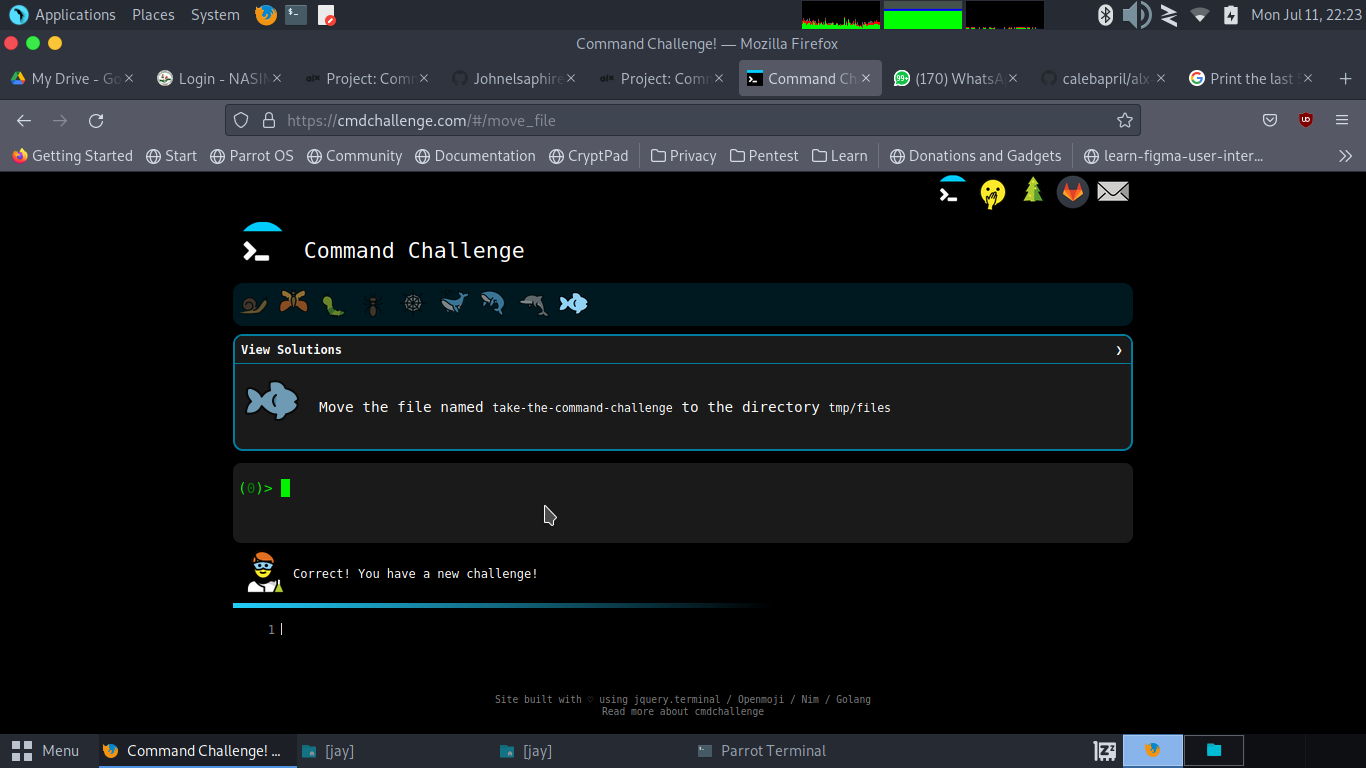 Applications Places System Mon Jul 11, 22:23
Command Challenge! — Mozilla Firefox
My Drive - Go Login - NASIM Project: Comm Johnelsaphire Project: Comm Command Ch (170) WhatsA calebapril/alx- Print the last 5
https://cmdchallenge.com/#/move_file
Getting Started Start Parrot OS Community Documentation CryptPad Privacy Pentest Learn Donations and Gadgets learn-figma-user-inter...
Command Challenge
View Solutions
Move the file named take-the-command-challenge to the directory tmp/files
(0)>
Correct! You have a new challenge!
1
Site built with ♡ using jquery.terminal / Openmoji / Nim / Golang
Read more about cmdchallenge
Menu Command Challenge! ... [jay] [jay] Parrot Terminal